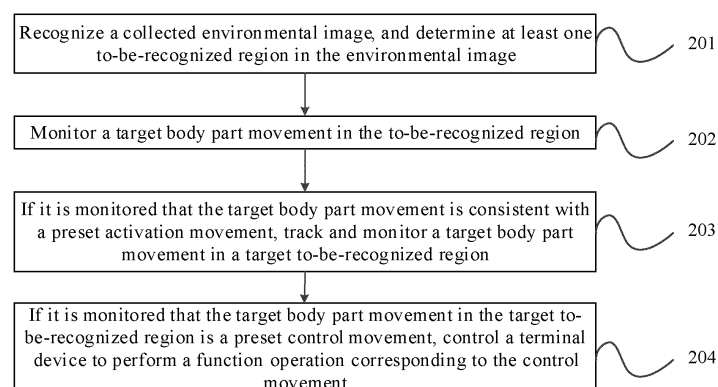 Recognize a collected environmental image, and determine at least one
to-be-recognized region in the environmental image
201
Monitor a target body part movement in the to-be-recognized region
202
If it is monitored that the target body part movement is consistent with
a preset activation movement, track and monitor a target body part
movement in a target to-be-recognized region
203
If it is monitored that the target body part movement in the target to-
be-recognized region is a preset control movement, control a terminal
device to perform a function operation corresponding to the control
movement
204